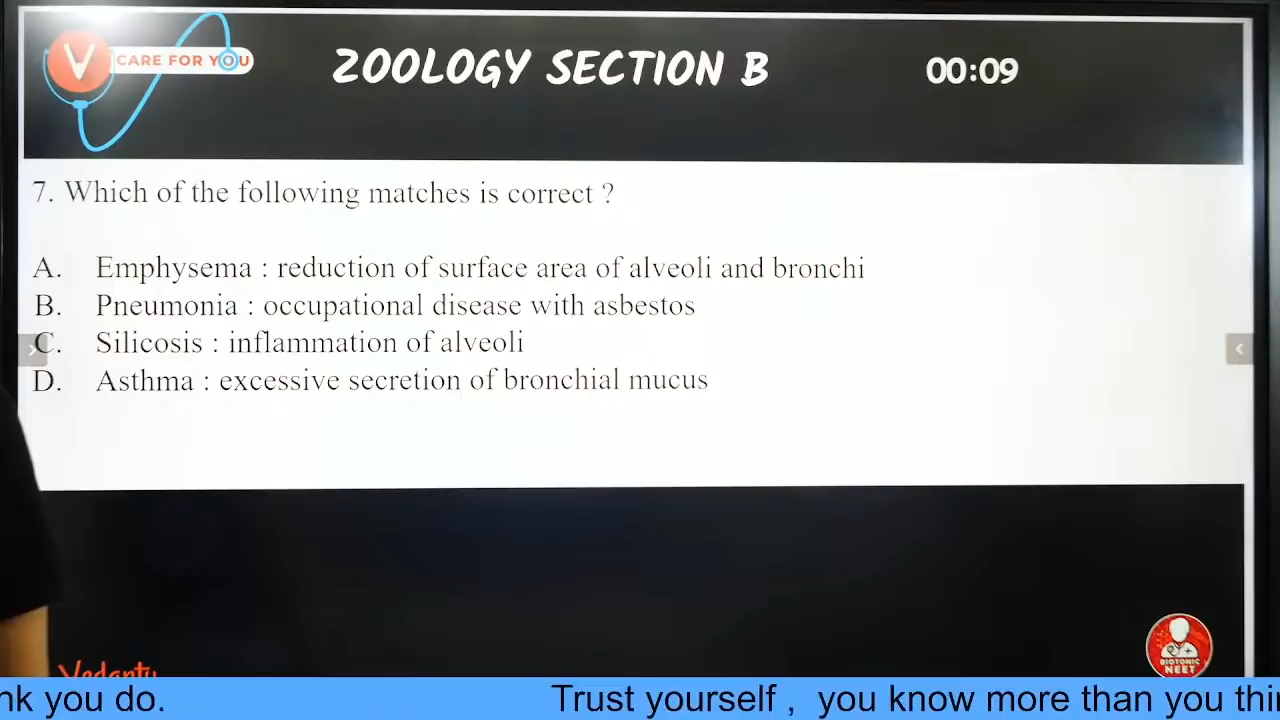 V CARE FOR YOU
ZOOLOGY SECTION B
00:09
7. Which of the following matches is correct ?
A. Emphysema : reduction of surface area of alveoli and bronchi
B. Pneumonia : occupational disease with asbestos
C. Silicosis : inflammation of alveoli
D. Asthma : excessive secretion of bronchial mucus
BIOTONIC
NEET
nk you do. Trust yourself , you know more than you thi